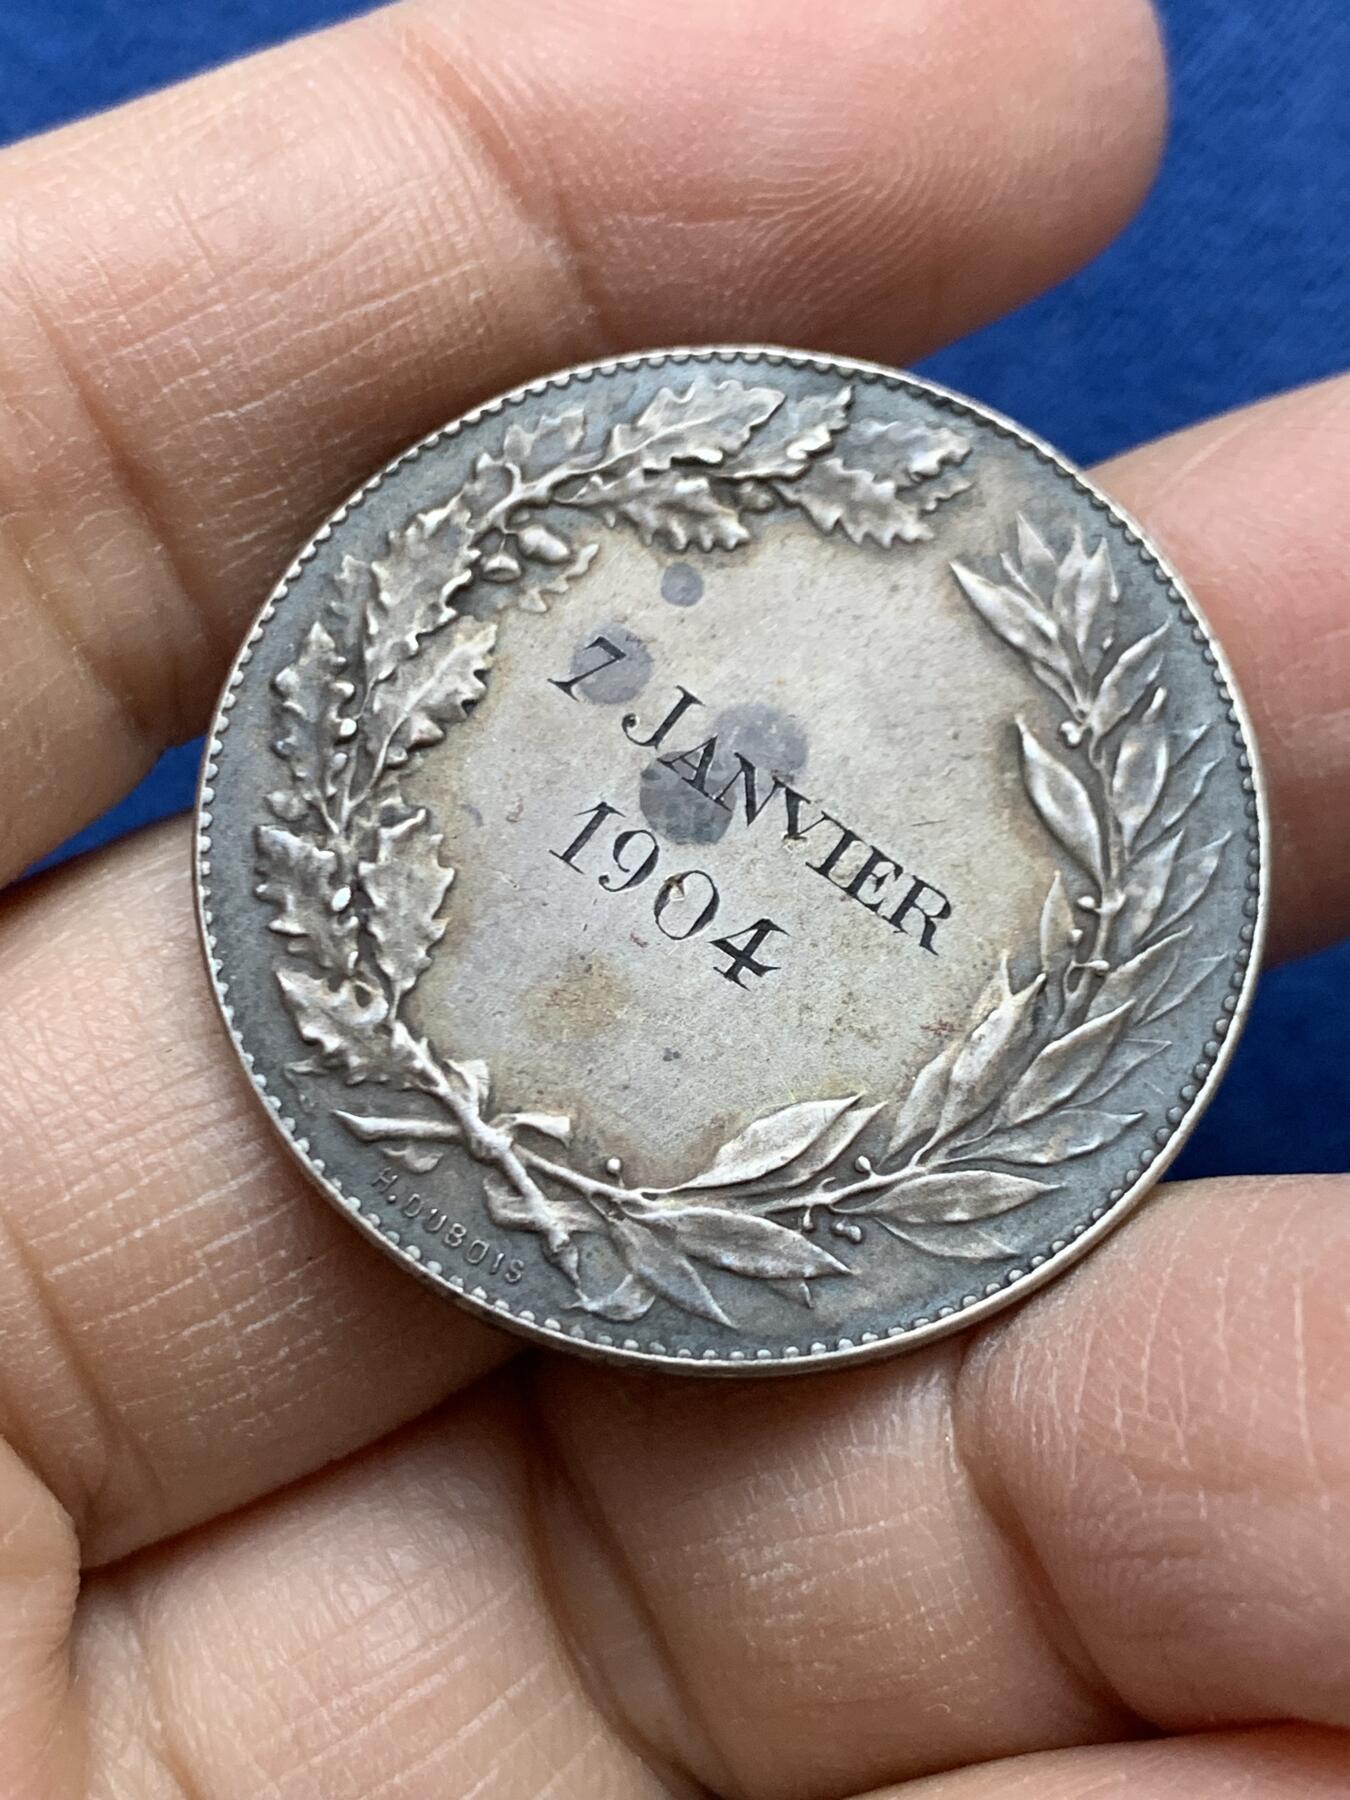 7 JANVIER
1904
H. DUBOIS